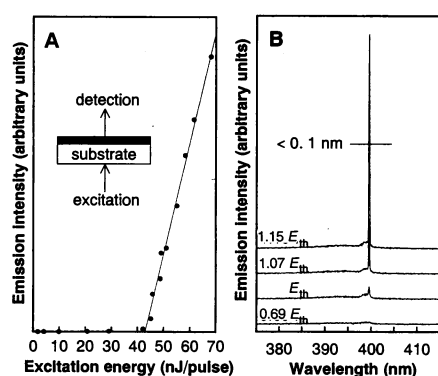 A
Emission intensity (arbitrary units)
detection
substrate
excitation
0 10 20 30 40 50 60 70
Excitation energy (nJ/pulse)
B
Emission intensity (arbitrary units)
< 0. 1 nm
1.15 Eth
1.07 Eth
Eth
0.69 Eth
380 400
Wavelength (nm)